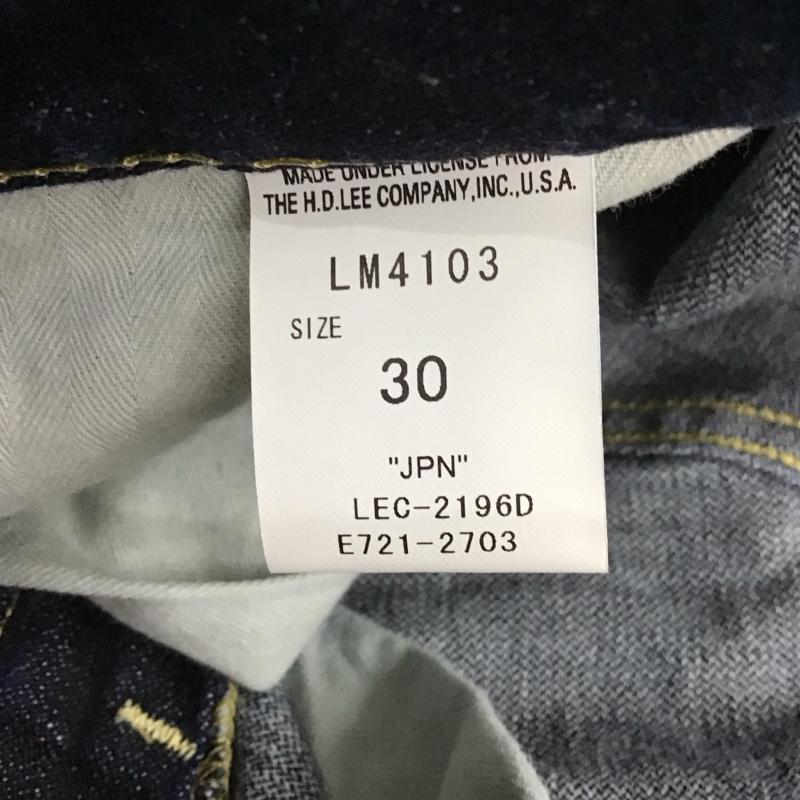 MADE UNDER LICENSE FROM
THE H.D.LEE COMPANY,INC.,U.S.A.
LM4103
SIZE
30
"JPN"
LEC-2196D
E721-2703